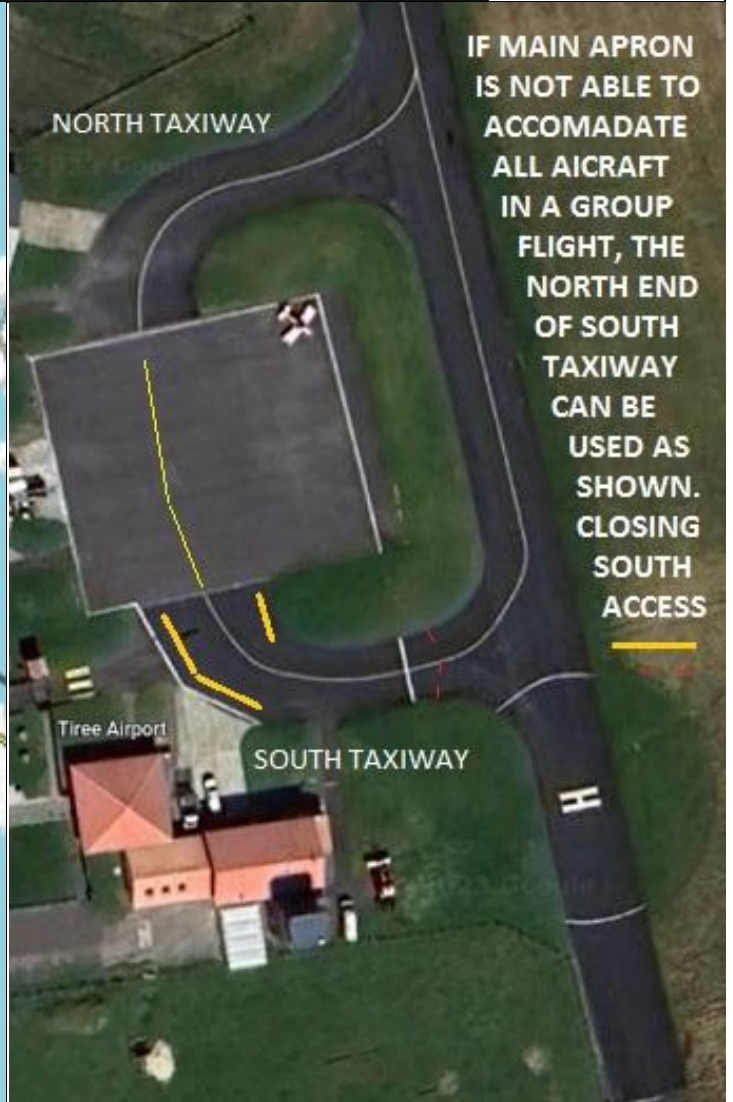 IF MAIN APRON
IS NOT ABLE TO
ACCOMADATE
ALL AICRAFT
IN A GROUP
FLIGHT, THE
NORTH END
OF SOUTH
TAXIWAY
CAN BE
USED AS
SHOWN.
CLOSING
SOUTH
ACCESS
NORTH TAXIWAY
Tiree Airport
SOUTH TAXIWAY
H